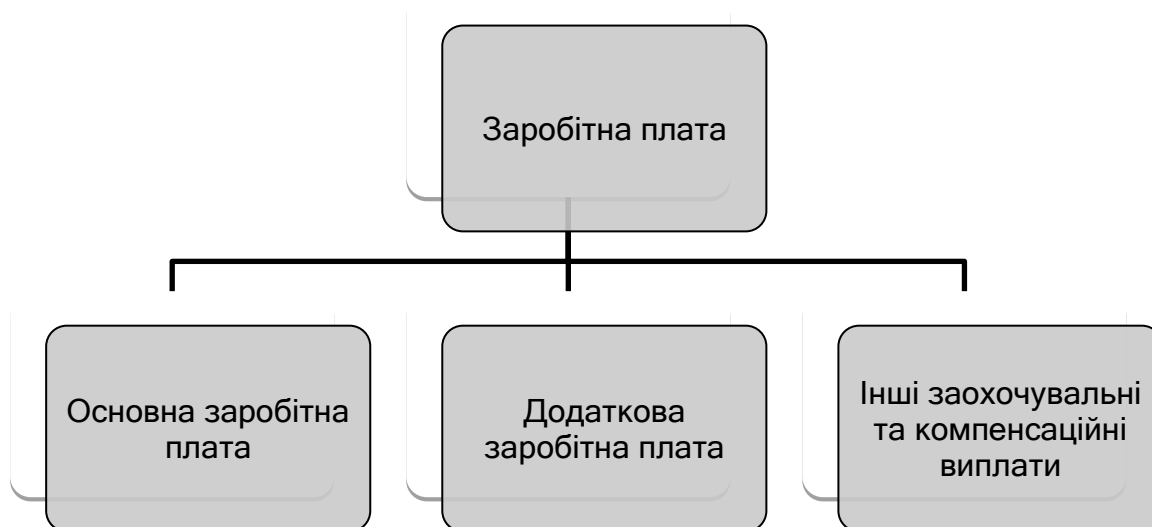 Заробітна плата
Основна заробітна
плата
Додаткова
заробітна плата
Інші заохочувальні
та компенсаційні
виплати